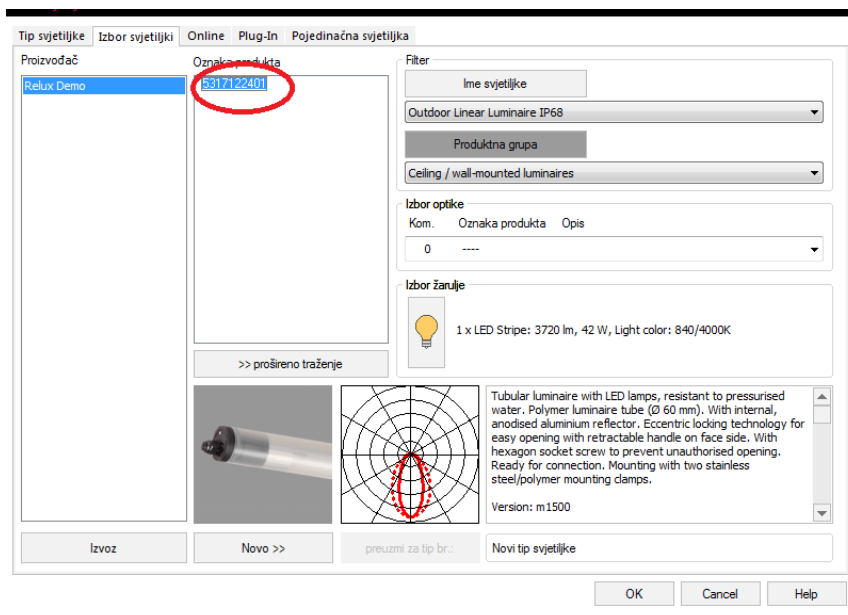 Tip svjetiljke Izbor svjetiljki Online Plug-In Pojedinačna svjetiljka
Proizvođač
Relux Demo
Oznaka produkta
5317122401
>> prošireno traženje
Filter
Ime svjetiljke
Outdoor Linear Luminaire IP68
Produktna grupa
Ceiling / wall-mounted luminaires
Izbor optike
Kom. Oznaka produkta Opis
0 ----
Izbor žarulje
1 x LED Stripe: 3720 lm, 42 W, Light color: 840/4000K
Tubular luminaire with LED lamps, resistant to pressurised
water. Polymer luminaire tube (Ø 60 mm). With internal,
anodised aluminium reflector. Eccentric locking technology for
easy opening with retractable handle on face side. With
hexagon socket screw to prevent unauthorised opening.
Ready for connection. Mounting with two stainless
steel/polymer mounting clamps.
Version: m1500
Izvoz Novo >> preuzmi za tip br.: Novi tip svjetiljke
OK Cancel Help